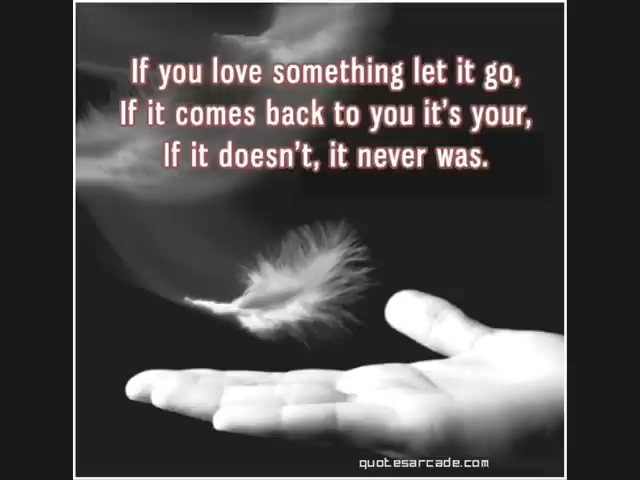 If you love something let it go,
If it comes back to you it's your,
If it doesn't, it never was.
quotesarcade.com